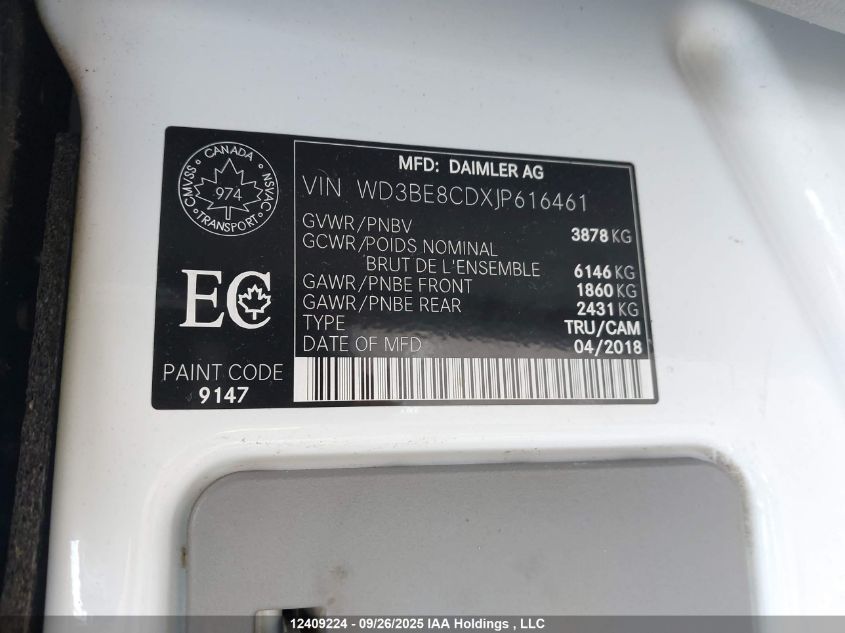 CANADA
CMVSS
NSVAC
974
TRANSPORT
MFD: DAIMLER AG
VIN WD3BE8CDXJP616461
GVWR/PNBV 3878 KG
GCWR/POIDS NOMINAL
BRUT DE L'ENSEMBLE 6146 KG
GAWR/PNBE FRONT 1860 KG
GAWR/PNBE REAR 2431 KG
TYPE TRU/CAM
DATE OF MFD 04/2018
EC
PAINT CODE
9147
12409224 - 09/26/2025 IAA Holdings , LLC